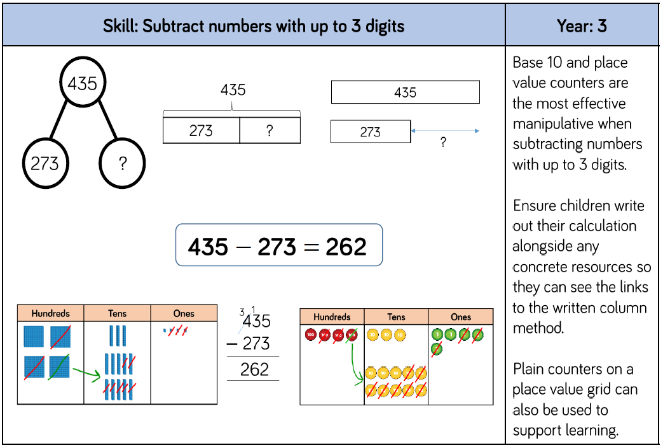 Skill: Subtract numbers with up to 3 digits
Year: 3
435
273
?
435
273
?
435
273
?
435 − 273 = 262
Hundreds
Tens
Ones
3 1
435
− 273
262
Hundreds
Tens
Ones
Base 10 and place
value counters are
the most effective
manipulative when
subtracting numbers
with up to 3 digits.
Ensure children write
out their calculation
alongside any
concrete resources so
they can see the links
to the written column
method.
Plain counters on a
place value grid can
also be used to
support learning.